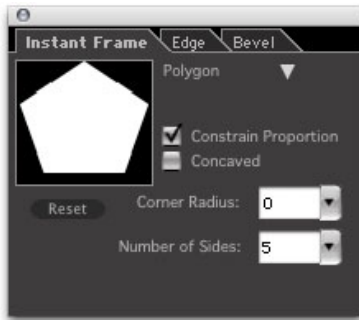 Instant Frame Edge Bevel
Polygon
Constrain Proportion
Concaved
Reset Corner Radius: 0
Number of Sides: 5